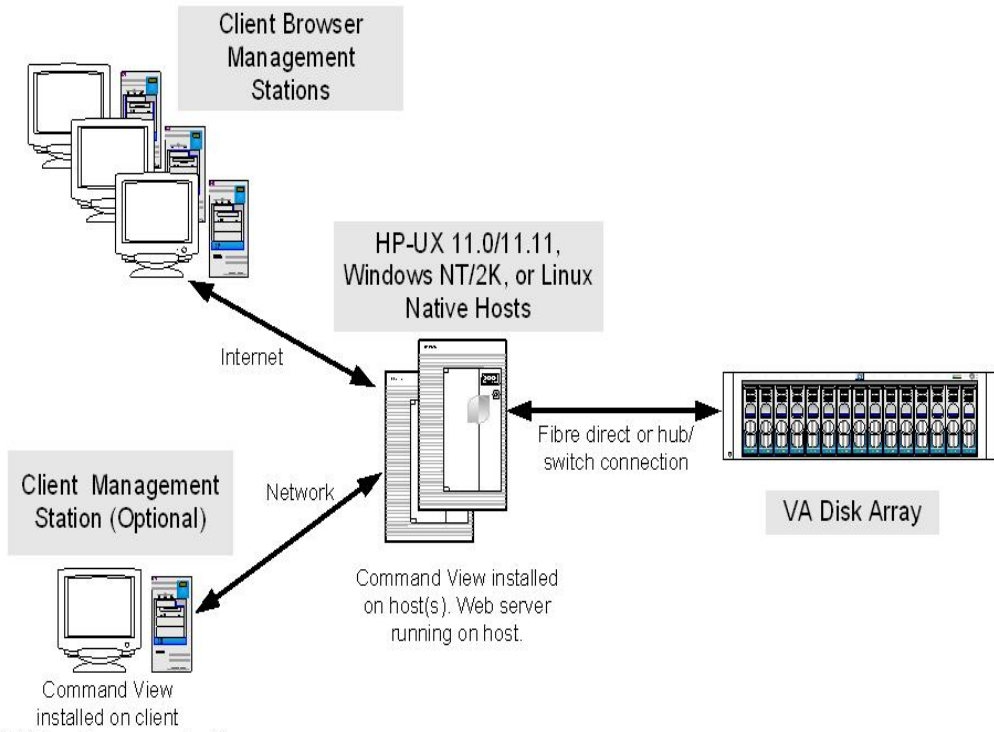 Client Browser
Management
Stations
HP-UX 11.0/11.11,
Windows NT/2K, or Linux
Native Hosts
Internet
Fibre direct or hub/
switch connection
Client Management
Station (Optional)
Network
VA Disk Array
Command View installed
on host(s). Web server
running on host.
Command View
installed on client